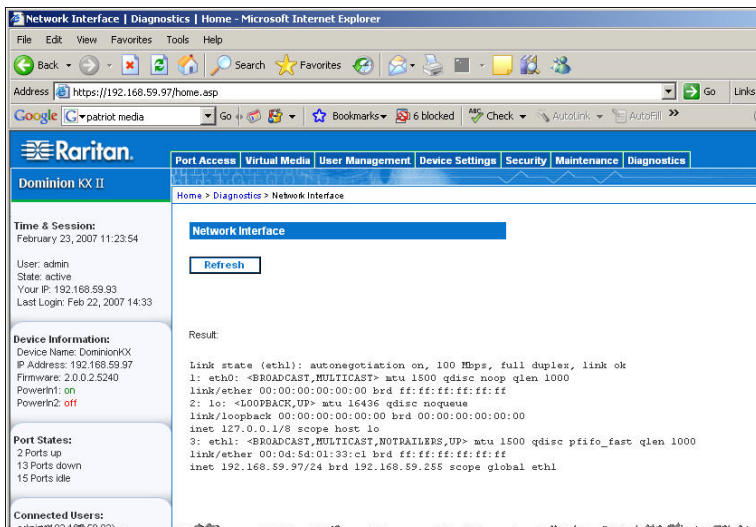 Network Interface | Diagnostics | Home - Microsoft Internet Explorer
File Edit View Favorites Tools Help
Back Search Favorites
Address https://192.168.59.97/home.asp Go Links
Google G patriot media Go Bookmarks 6 blocked ABC Check AutoLink AutoFill
Raritan.
Port Access Virtual Media User Management Device Settings Security Maintenance Diagnostics
Dominion KX II
Home > Diagnostics > Network Interface
Time & Session:
February 23, 2007 11:23:54
User: admin
State: active
Your IP: 192.168.59.93
Last Login: Feb 22, 2007 14:33
Device Information:
Device Name: DominionKX
IP Address: 192.168.59.97
Firmware: 2.0.0.2.5240
PowerIn1: on
PowerIn2: off
Port States:
2 Ports up
13 Ports down
15 Ports idle
Connected Users:
Network Interface
Refresh
Result:
Link state (eth1): autonegotiation on, 100 Mbps, full duplex, link ok
1: eth0: <BROADCAST,MULTICAST> mtu 1500 qdisc noop qlen 1000
link/ether 00:00:00:00:00:00 brd ff:ff:ff:ff:ff:ff
2: lo: <LOOPBACK,UP> mtu 16436 qdisc noqueue
link/loopback 00:00:00:00:00:00 brd 00:00:00:00:00:00
inet 127.0.0.1/8 scope host lo
3: eth1: <BROADCAST,MULTICAST,NOTRAILERS,UP> mtu 1500 qdisc pfifo_fast qlen 1000
link/ether 00:0d:5d:01:33:c1 brd ff:ff:ff:ff:ff:ff
inet 192.168.59.97/24 brd 192.168.59.255 scope global eth1